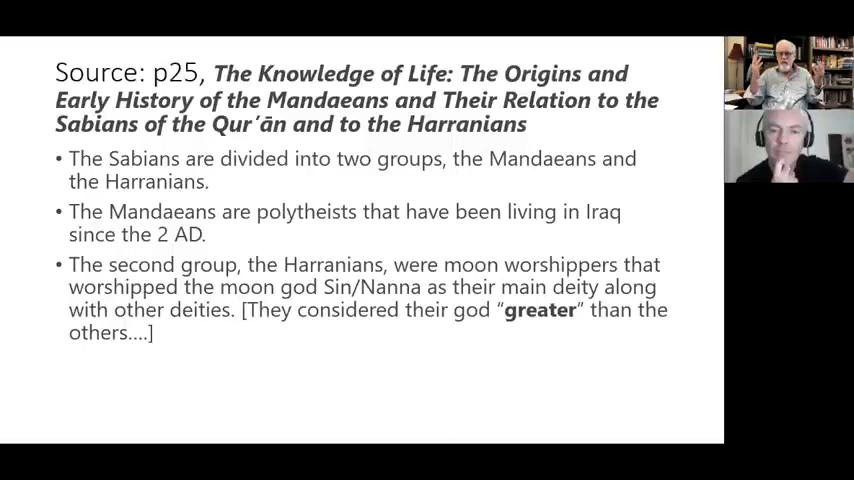 Source: p25, The Knowledge of Life: The Origins and
Early History of the Mandaeans and Their Relation to the
Sabians of the Qurʾān and to the Harranians
• The Sabians are divided into two groups, the Mandaeans and
the Harranians.
• The Mandaeans are polytheists that have been living in Iraq
since the 2 AD.
• The second group, the Harranians, were moon worshippers that
worshipped the moon god Sin/Nanna as their main deity along
with other deities. [They considered their god “greater” than the
others....]